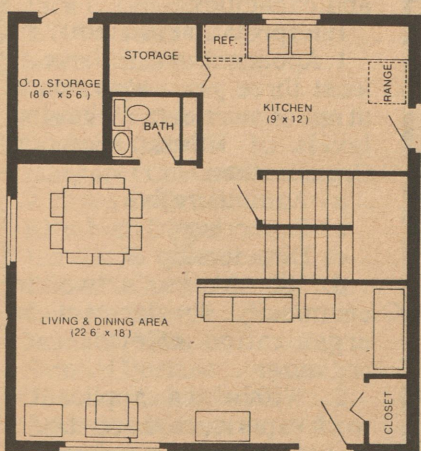 STORAGE
REF.
O.D. STORAGE
(8'6" x 5'6")
RANGE
KITCHEN
(9' x 12')
BATH
LIVING & DINING AREA
(22'6" x 18')
CLOSET